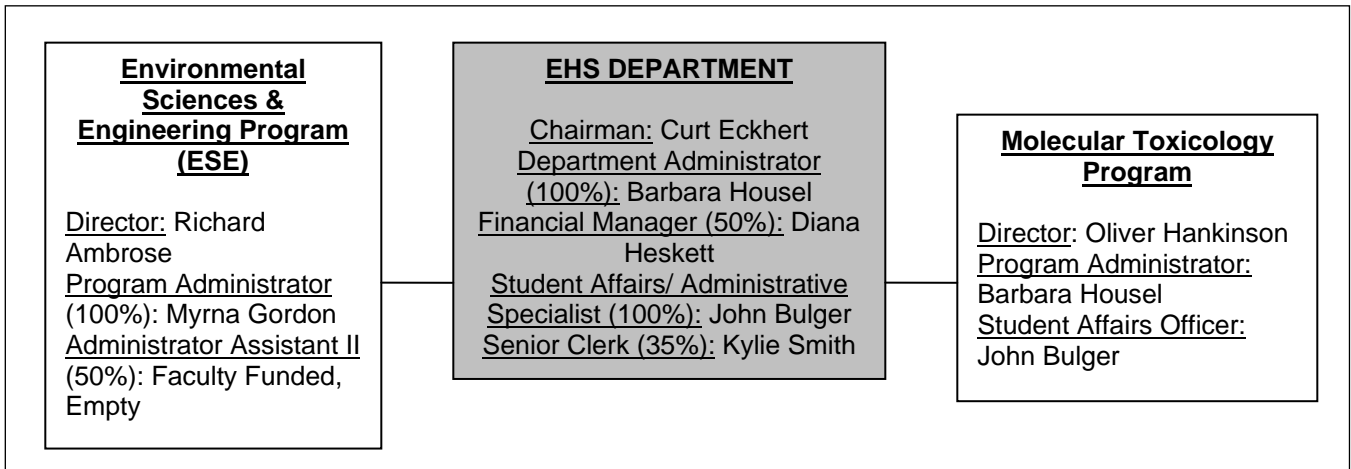 Environmental
Sciences &
Engineering Program
(ESE)
Director: Richard
Ambrose
Program Administrator
(100%): Myrna Gordon
Administrator Assistant II
(50%): Faculty Funded,
Empty
EHS DEPARTMENT
Chairman: Curt Eckhert
Department Administrator
(100%): Barbara Housel
Financial Manager (50%): Diana
Heskett
Student Affairs/ Administrative
Specialist (100%): John Bulger
Senior Clerk (35%): Kylie Smith
Molecular Toxicology
Program
Director: Oliver Hankinson
Program Administrator:
Barbara Housel
Student Affairs Officer:
John Bulger